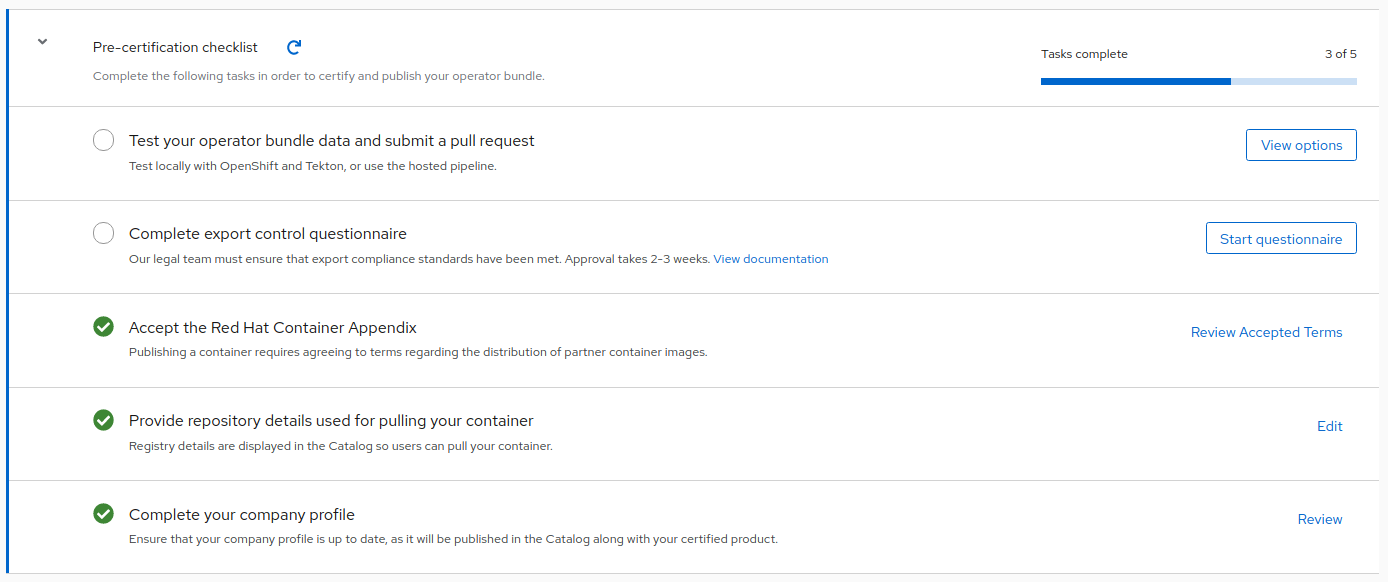 Pre-certification checklist
Complete the following tasks in order to certify and publish your operator bundle.
Tasks complete 3 of 5
Test your operator bundle data and submit a pull request
Test locally with OpenShift and Tekton, or use the hosted pipeline.
View options
Complete export control questionnaire
Our legal team must ensure that export compliance standards have been met. Approval takes 2-3 weeks. View documentation
Start questionnaire
Accept the Red Hat Container Appendix
Publishing a container requires agreeing to terms regarding the distribution of partner container images.
Review Accepted Terms
Provide repository details used for pulling your container
Registry details are displayed in the Catalog so users can pull your container.
Edit
Complete your company profile
Ensure that your company profile is up to date, as it will be published in the Catalog along with your certified product.
Review